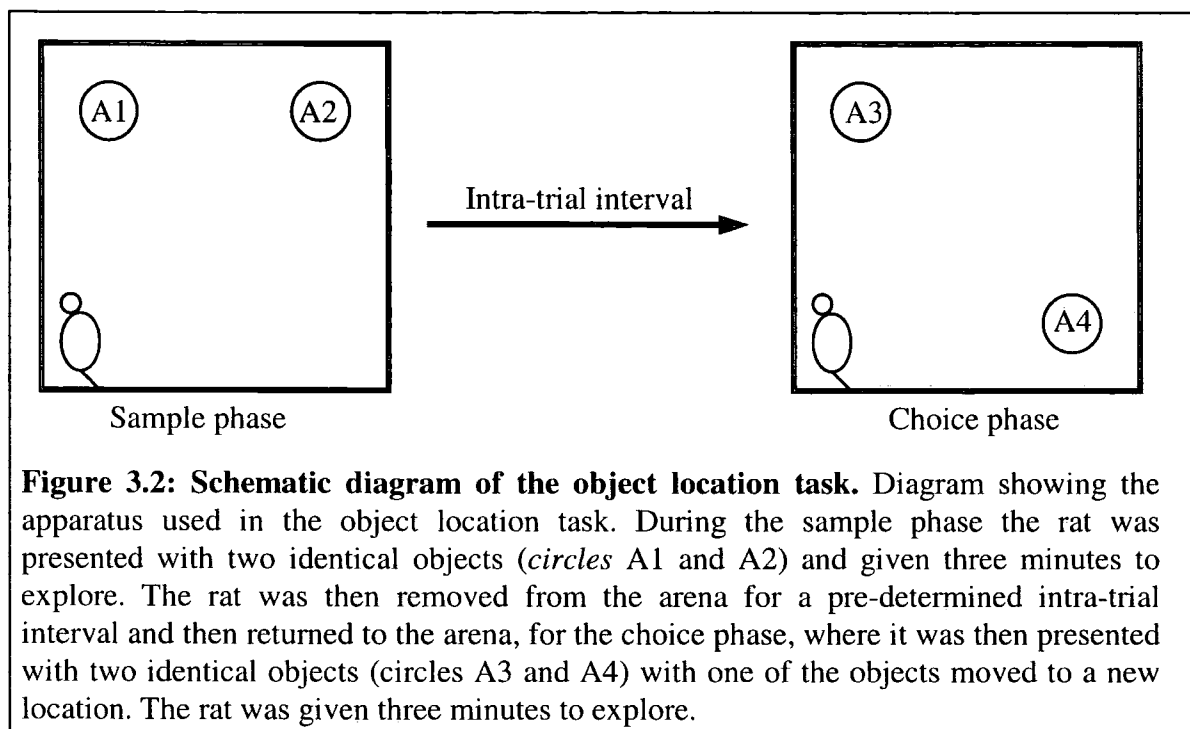 A1 A2 A3
Intra-trial interval
A4
Sample phase Choice phase
Figure 3.2: Schematic diagram of the object location task. Diagram showing the
apparatus used in the object location task. During the sample phase the rat was
presented with two identical objects (circles A1 and A2) and given three minutes to
explore. The rat was then removed from the arena for a pre-determined intra-trial
interval and then returned to the arena, for the choice phase, where it was then presented
with two identical objects (circles A3 and A4) with one of the objects moved to a new
location. The rat was given three minutes to explore.